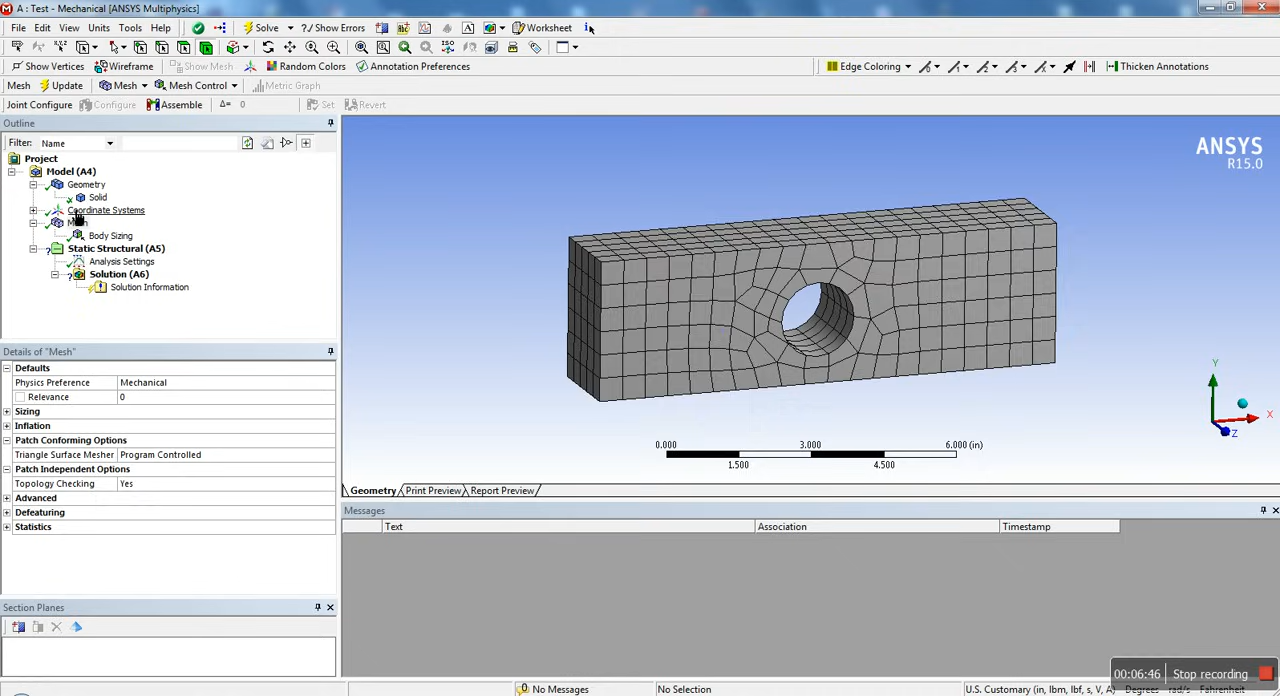 A : Test - Mechanical [ANSYS Multiphysics]
File Edit View Units Tools Help Solve ?/ Show Errors A Worksheet i
Show Vertices Wireframe Show Mesh Random Colors Annotation Preferences Edge Coloring Thicken Annotations
Mesh Update Mesh Mesh Control Metric Graph
Joint Configure Configure Assemble Δ= 0 Set Revert
Outline
Filter: Name
Project
Model (A4)
Geometry
Solid
Coordinate Systems
Body Sizing
Static Structural (A5)
Analysis Settings
Solution (A6)
Solution Information
Details of "Mesh"
Defaults
Physics Preference Mechanical
Relevance 0
Sizing
Inflation
Patch Conforming Options
Triangle Surface Mesher Program Controlled
Patch Independent Options
Topology Checking Yes
Advanced
Defeaturing
Statistics
Section Planes
ANSYS
R15.0
Y
X
Z
0.000 3.000 6.000 (in)
1.500 4.500
Geometry Print Preview Report Preview
Messages
Text Association Timestamp
00:06:46 Stop recording
No Messages No Selection U.S. Customary (in, lbm, lbf, s, V, A) Degrees rad/s Fahrenheit